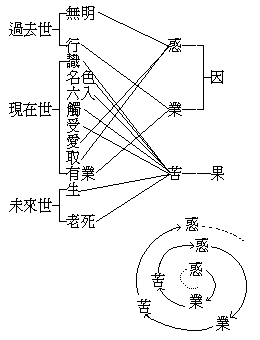 無明
過去世
行
惑
識
因
名色
六入
現在世
觸
業
受
愛
取
有業
苦
果
生
未來世
老死
惑
惑
惑
苦
業
苦
業